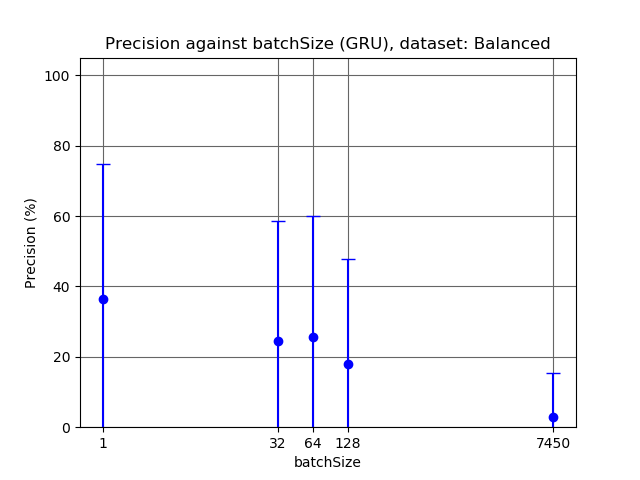 Precision against batchSize (GRU), dataset: Balanced
100
80
60
40
20
0
Precision (%)
1 32 64 128 7450
batchSize